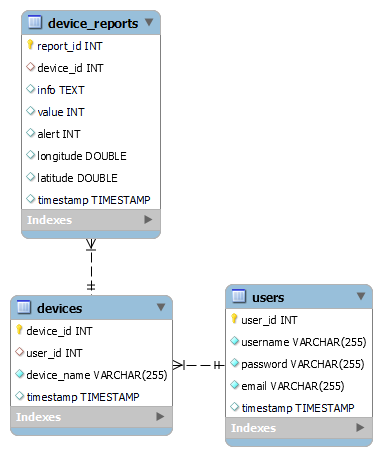 device_reports
report_id INT
device_id INT
info TEXT
value INT
alert INT
longitude DOUBLE
latitude DOUBLE
timestamp TIMESTAMP
Indexes
devices
device_id INT
user_id INT
device_name VARCHAR(255)
timestamp TIMESTAMP
Indexes
users
user_id INT
username VARCHAR(255)
password VARCHAR(255)
email VARCHAR(255)
timestamp TIMESTAMP
Indexes